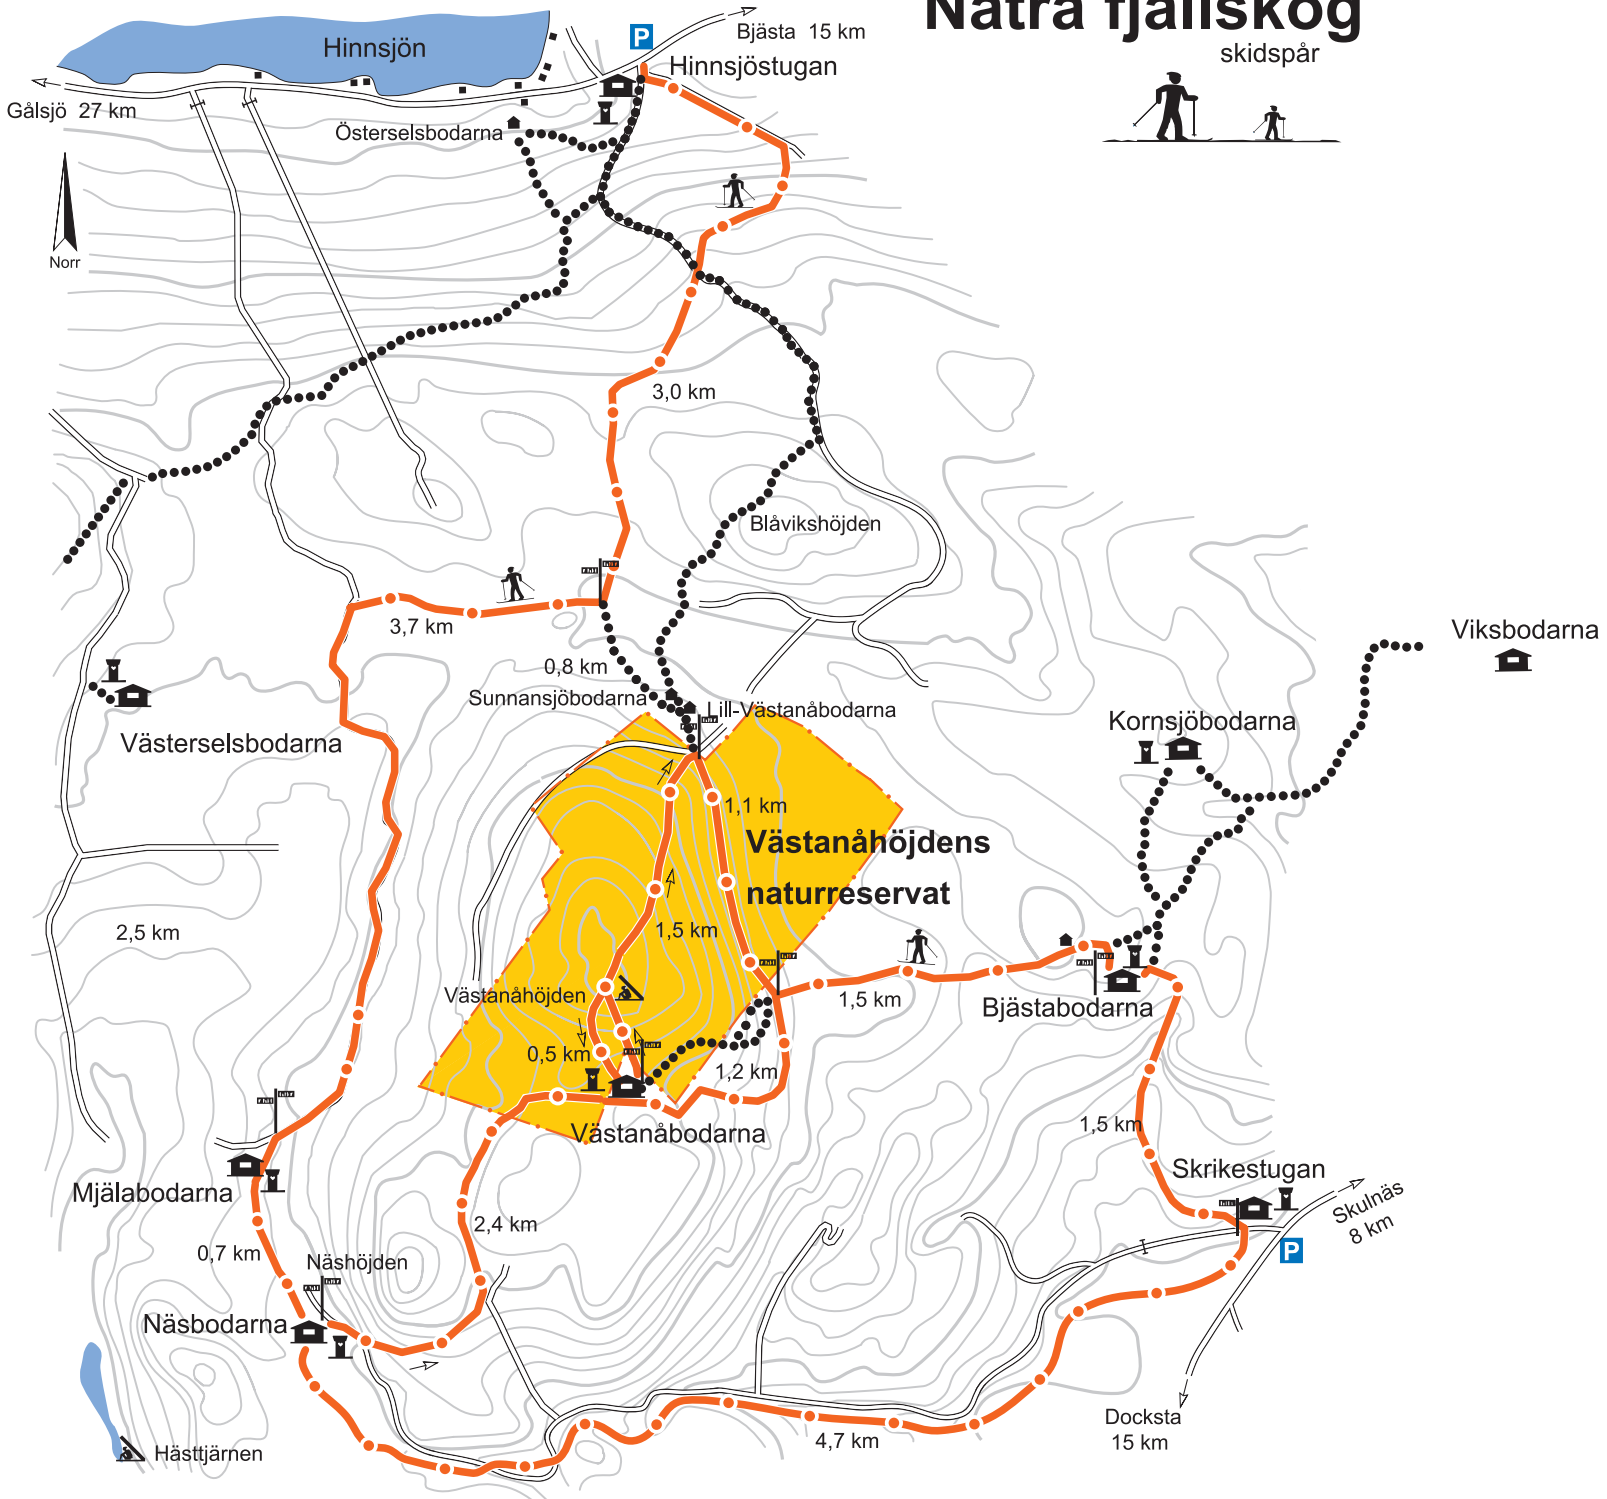 Nätra fjällskog
skidspår
P
Bjästa 15 km
Hinnsjön
Hinnsjöstugan
Gålsjö 27 km
Österselsbodarna
Norr
3,0 km
Blåvikshöjden
3,7 km
Viksbodarna
0,8 km
Sunnansjöbodarna
Lill-Västanåbodarna
Kornsjöbodarna
Västerselsbodarna
1,1 km
Västanåhöjdens
naturreservat
2,5 km
1,5 km
Västanåhöjden
1,5 km
Bjästabodarna
0,5 km
1,2 km
Västanåbodarna
1,5 km
Skrikestugan
Mjälabodarna
Skulnäs
8 km
2,4 km
0,7 km
P
Näshöjden
Näsbodarna
Docksta
15 km
4,7 km
Hästtjärnen